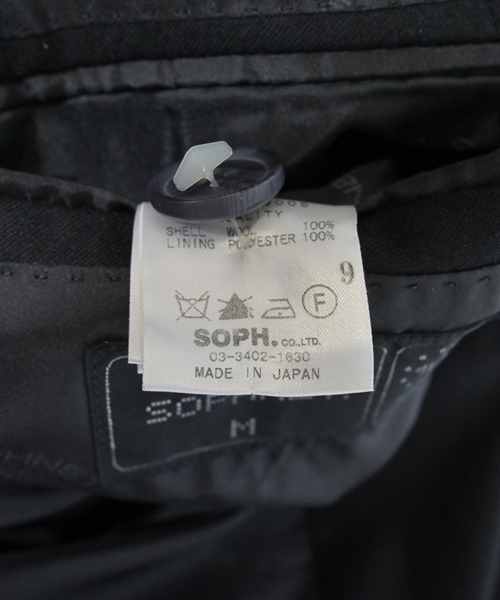 SHELL WOOL 100%
LINING POLYESTER 100%
9
F
SOPH. CO.,LTD.
03-3402-1630
MADE IN JAPAN
M